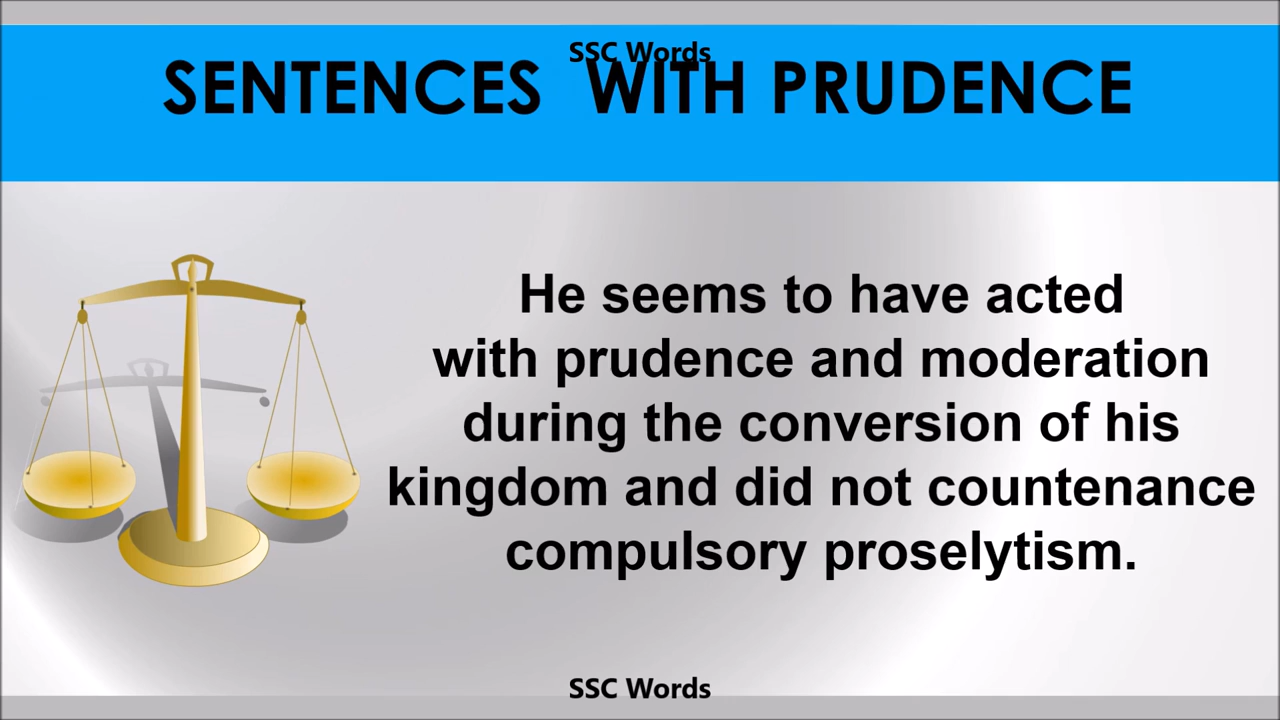 SSC Words
SENTENCES WITH PRUDENCE
He seems to have acted
with prudence and moderation
during the conversion of his
kingdom and did not countenance
compulsory proselytism.
SSC Words